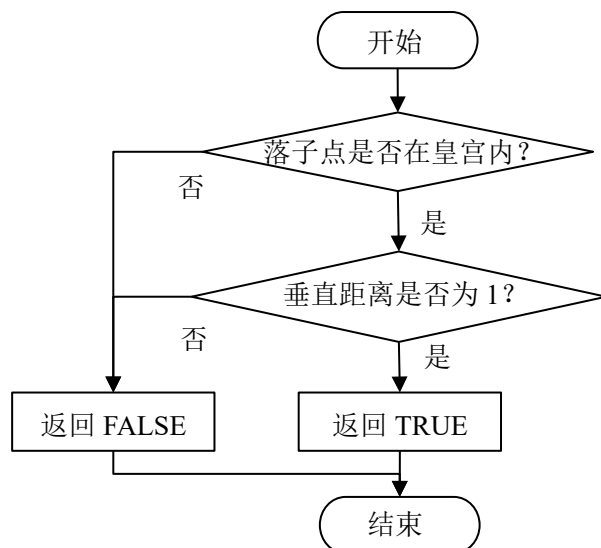 开始
落子点是否在皇宫内？
否
是
垂直距离是否为 1？
否
是
返回 FALSE
返回 TRUE
结束